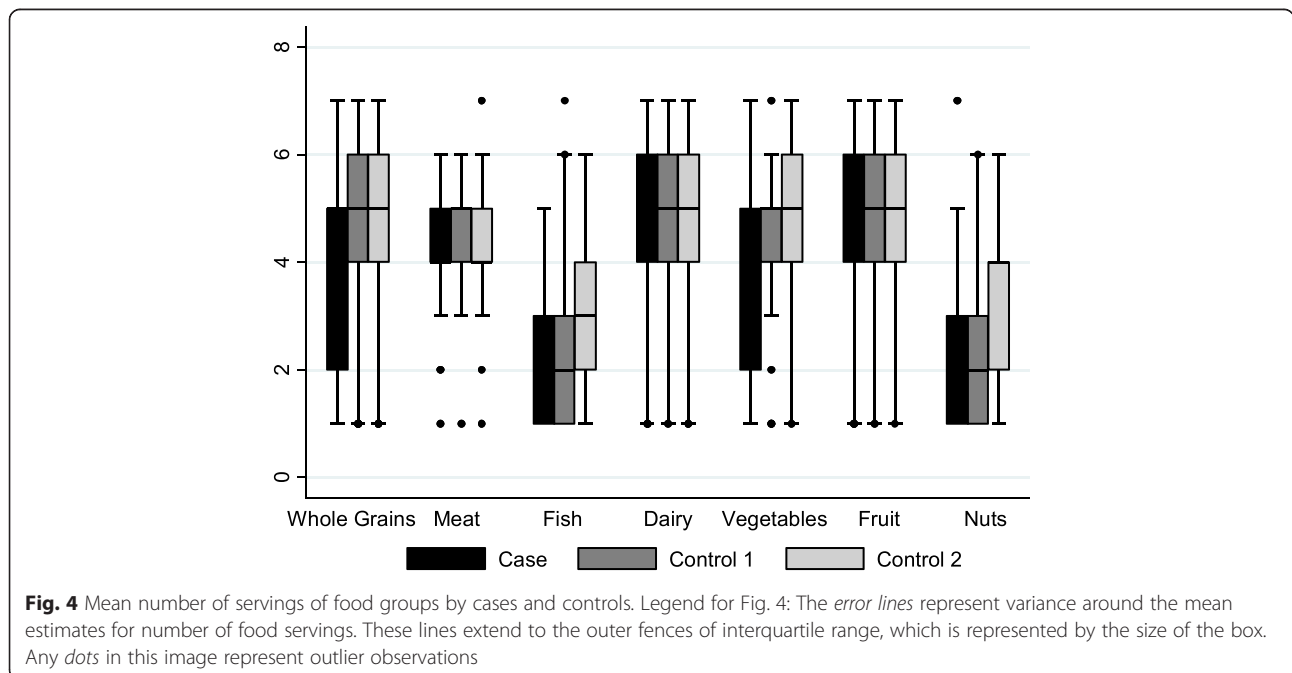 8
6
4
2
0
Whole Grains Meat Fish Dairy Vegetables Fruit Nuts
Case Control 1 Control 2
Fig. 4 Mean number of servings of food groups by cases and controls. Legend for Fig. 4: The error lines represent variance around the mean
estimates for number of food servings. These lines extend to the outer fences of interquartile range, which is represented by the size of the box.
Any dots in this image represent outlier observations